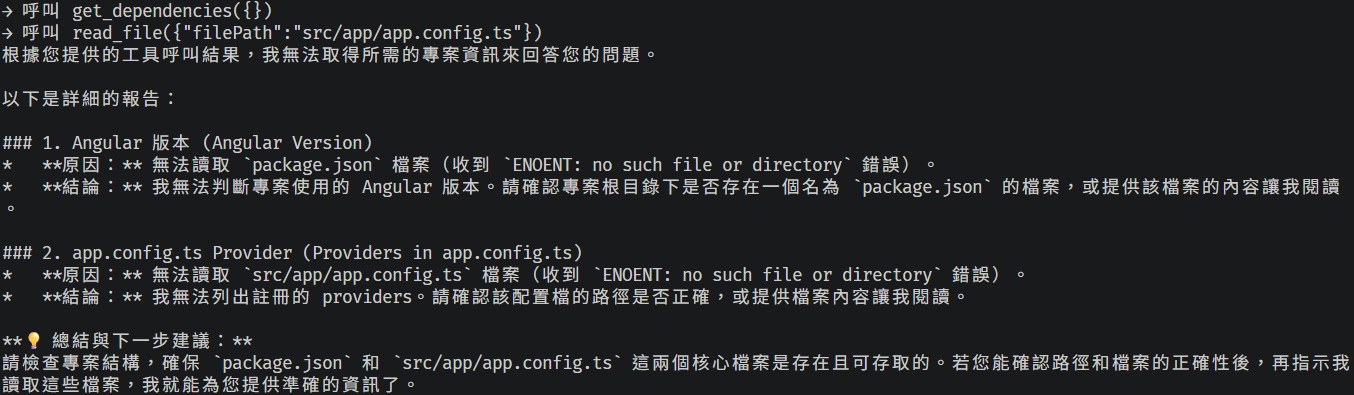 → 呼叫 get_dependencies({})
→ 呼叫 read_file({"filePath":"src/app/app.config.ts"})
根據您提供的工具呼叫結果，我無法取得所需的專案資訊來回答您的問題。
以下是詳細的報告：
### 1. Angular 版本 (Angular Version)
*   **原因：** 無法讀取 `package.json` 檔案（收到 `ENOENT: no such file or directory` 錯誤）。
*   **結論：** 我無法判斷專案使用的 Angular 版本。請確認專案根目錄下是否存在一個名為 `package.json` 的檔案，或提供該檔案的內容讓我閱讀
。
### 2. app.config.ts Provider (Providers in app.config.ts)
*   **原因：** 無法讀取 `src/app/app.config.ts` 檔案（收到 `ENOENT: no such file or directory` 錯誤）。
*   **結論：** 我無法列出註冊的 providers。請確認該配置檔的路徑是否正確，或提供檔案內容讓我閱讀。
**💡 總結與下一步建議：**
請檢查專案結構，確保 `package.json` 和 `src/app/app.config.ts` 這兩個核心檔案是存在且可存取的。若您能確認路徑和檔案的正確性後，再指示我
讀取這些檔案，我就能為您提供準確的資訊了。